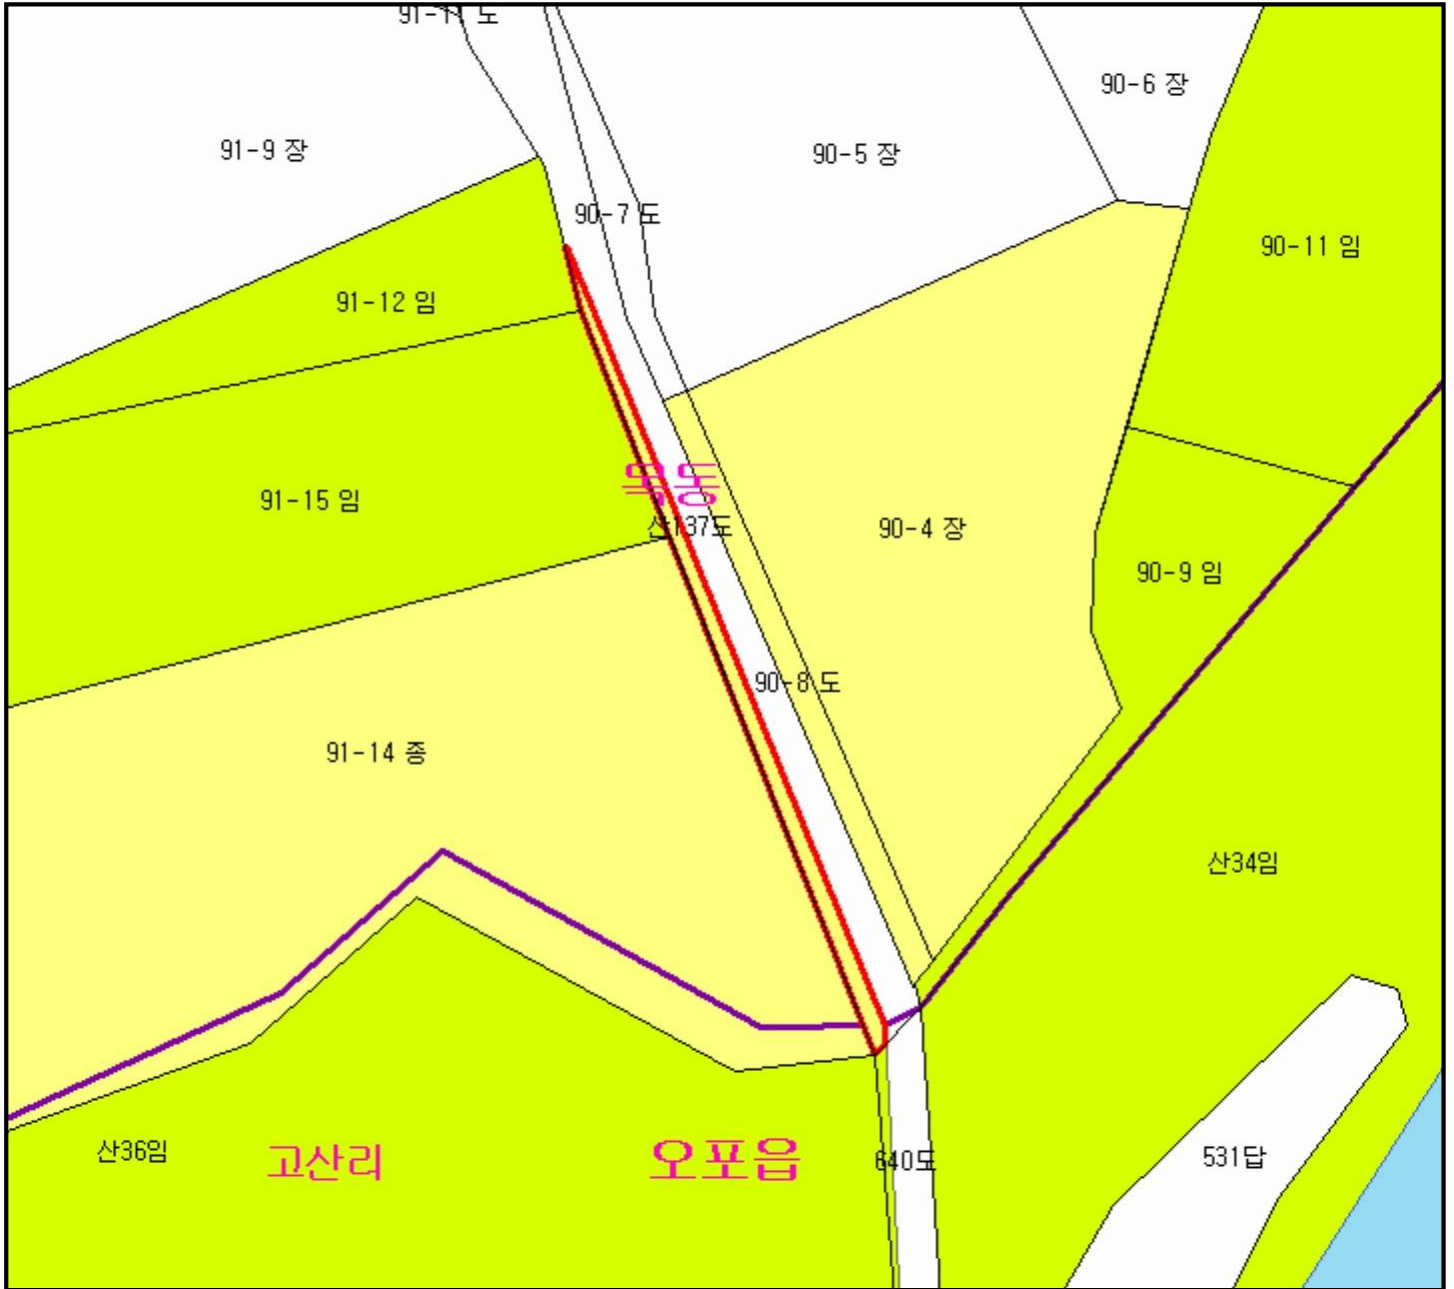 91-11 도
90-6 장
91-9 장
90-5 장
90-7 도
90-11 임
91-12 임
목동
91-15 임
산137도
90-4 장
90-9 임
90-8 도
91-14 종
산34임
산36임
고산리
오포읍
640도
531답